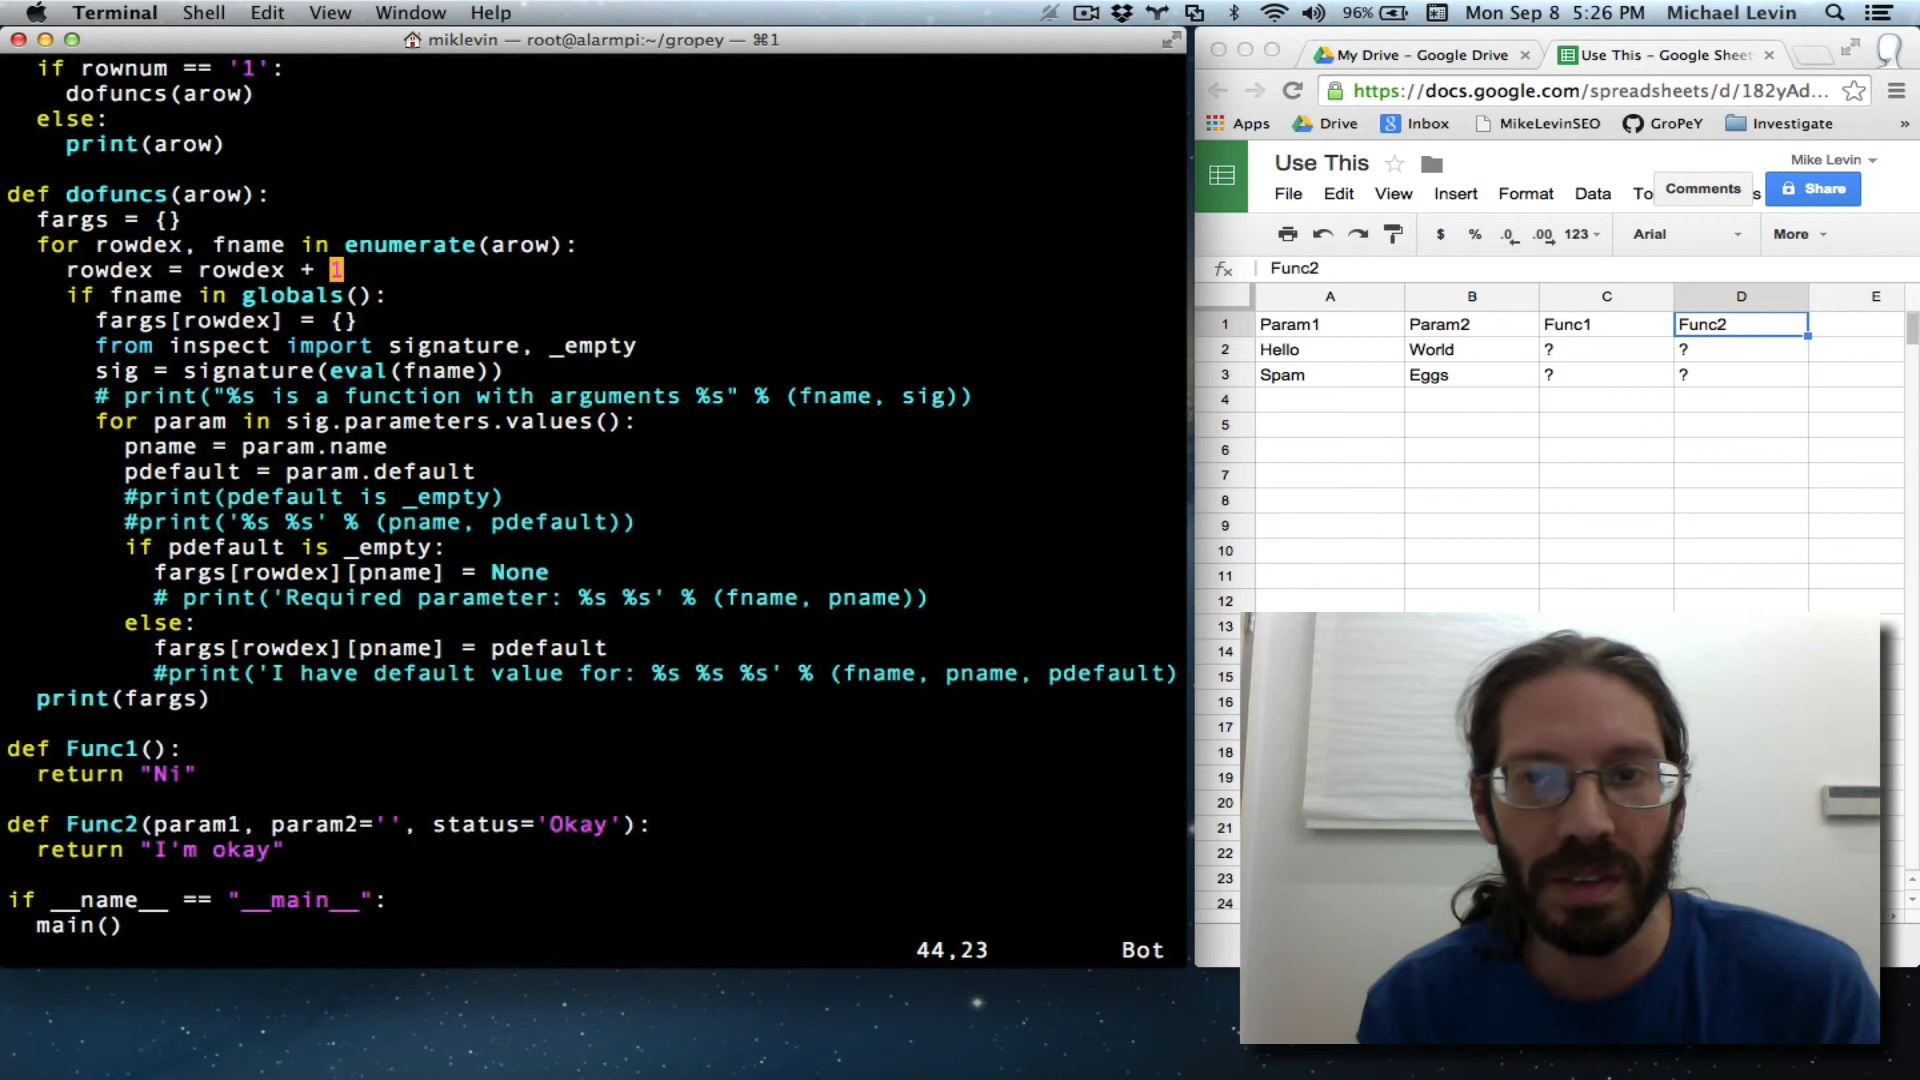 Terminal Shell Edit View Window Help 96% Mon Sep 8 5:26 PM Michael Levin
miklevin — root@alarmpi:~/gropey — ⌘1
if rownum == '1':
dofuncs(arow)
else:
print(arow)
def dofuncs(arow):
fargs = {}
for rowdex, fname in enumerate(arow):
rowdex = rowdex + 1
if fname in globals():
fargs[rowdex] = {}
from inspect import signature, _empty
sig = signature(eval(fname))
# print("%s is a function with arguments %s" % (fname, sig))
for param in sig.parameters.values():
pname = param.name
pdefault = param.default
#print(pdefault is _empty)
#print('%s %s' % (pname, pdefault))
if pdefault is _empty:
fargs[rowdex][pname] = None
# print('Required parameter: %s %s' % (fname, pname))
else:
fargs[rowdex][pname] = pdefault
#print('I have default value for: %s %s %s' % (fname, pname, pdefault)
print(fargs)
def Func1():
return "Ni"
def Func2(param1, param2='', status='Okay'):
return "I'm okay"
if __name__ == "__main__":
main()
44,23 Bot
My Drive – Google Drive × Use This – Google Sheet ×
https://docs.google.com/spreadsheets/d/182yAd...
Apps Drive Inbox MikeLevinSEO GroPeY Investigate »
Use This Mike Levin
File Edit View Insert Format Data To Comments s Share
$ % .0 .00 123 Arial More
fx Func2
A B C D E
1 Param1 Param2 Func1 Func2
2 Hello World ? ?
3 Spam Eggs ? ?
4
5
6
7
8
9
10
11
12
13
14
15
16
17
18
19
20
21
22
23
24